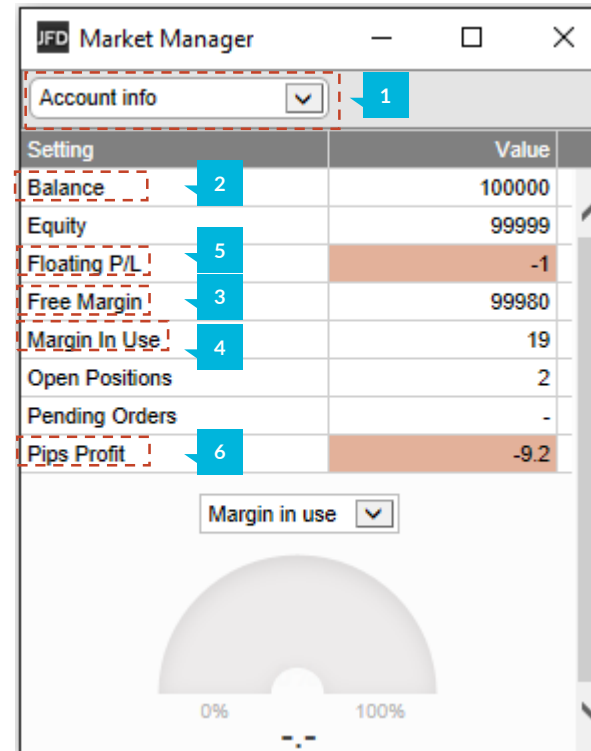 JFD Market Manager
Account info 1
Setting Value
Balance 2 100000
Equity 99999
Floating P/L 5 -1
Free Margin 3 99980
Margin In Use 4 19
Open Positions 2
Pending Orders -
Pips Profit 6 -9.2
Margin in use
0% 100%
-.-